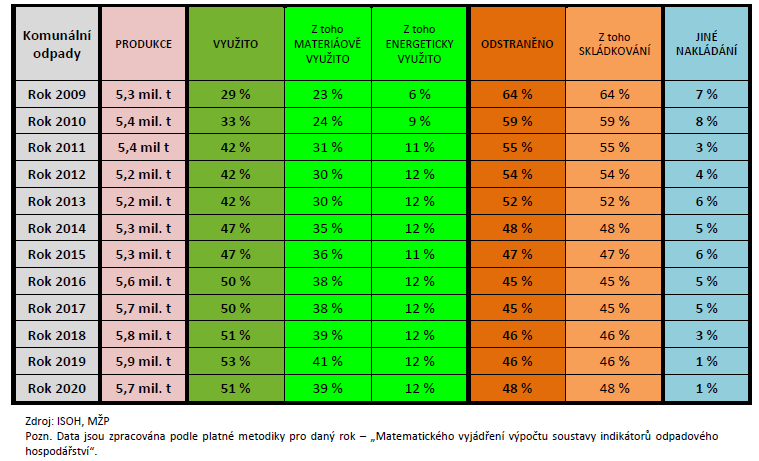 Komunální odpady PRODUKCE VYUŽITO Z toho MATERIÁOVĚ VYUŽITO Z toho ENERGETICKY VYUŽITO ODSTRANĚNO Z toho SKLÁDKOVÁNÍ JINÉ NAKLÁDÁNÍ
Rok 2009 5,3 mil. t 29 % 23 % 6 % 64 % 64 % 7 %
Rok 2010 5,4 mil. t 33 % 24 % 9 % 59 % 59 % 8 %
Rok 2011 5,4 mil t 42 % 31 % 11 % 55 % 55 % 3 %
Rok 2012 5,2 mil. t 42 % 30 % 12 % 54 % 54 % 4 %
Rok 2013 5,2 mil. t 42 % 30 % 12 % 52 % 52 % 6 %
Rok 2014 5,3 mil. t 47 % 35 % 12 % 48 % 48 % 5 %
Rok 2015 5,3 mil. t 47 % 36 % 11 % 47 % 47 % 6 %
Rok 2016 5,6 mil. t 50 % 38 % 12 % 45 % 45 % 5 %
Rok 2017 5,7 mil. t 50 % 38 % 12 % 45 % 45 % 5 %
Rok 2018 5,8 mil. t 51 % 39 % 12 % 46 % 46 % 3 %
Rok 2019 5,9 mil. t 53 % 41 % 12 % 46 % 46 % 1 %
Rok 2020 5,7 mil. t 51 % 39 % 12 % 48 % 48 % 1 %
Zdroj: ISOH, MŽP
Pozn. Data jsou zpracována podle platné metodiky pro daný rok – „Matematického vyjádření výpočtu soustavy indikátorů odpadového
hospodářství“.